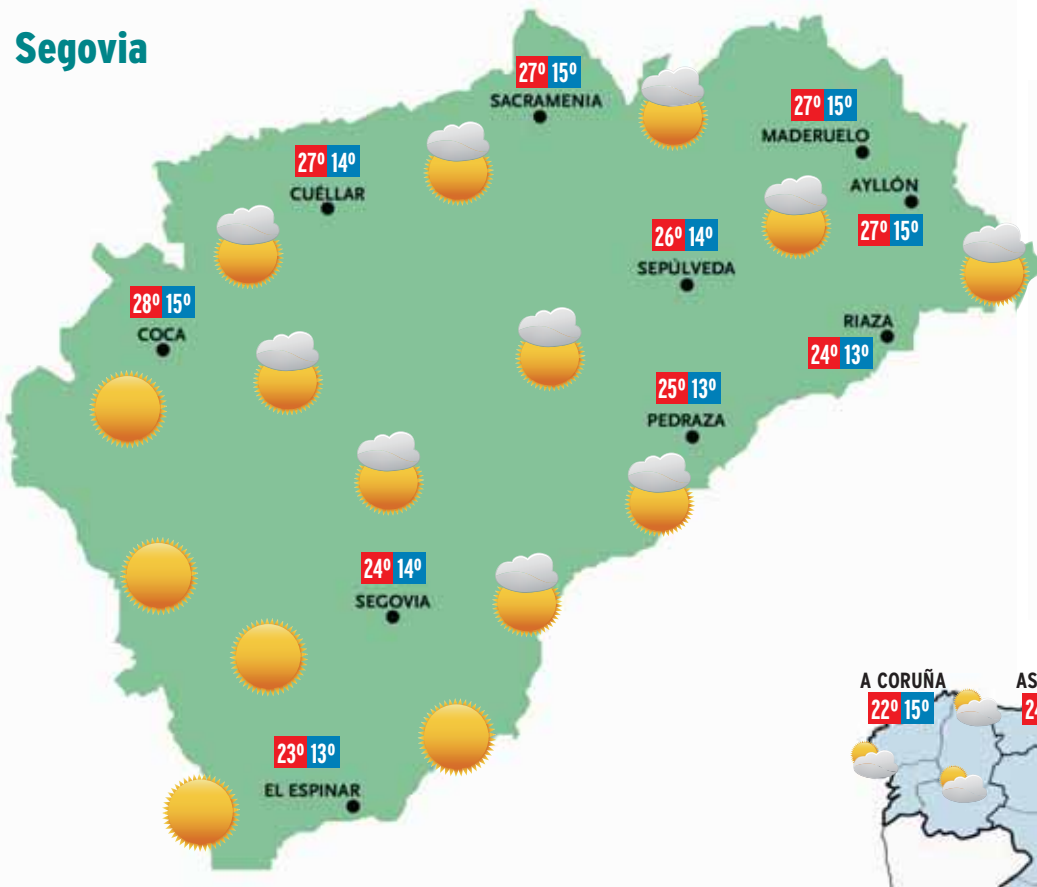 Segovia
27º 15º
SACRAMENIA
27º 15º
MADERUELO
27º 14º
CUÉLLAR
AYLLÓN
27º 15º
26º 14º
SEPÚLVEDA
28º 15º
COCA
RIAZA
24º 13º
25º 13º
PEDRAZA
24º 14º
SEGOVIA
A CORUÑA
22º 15º
AS
23º 13º
EL ESPINAR